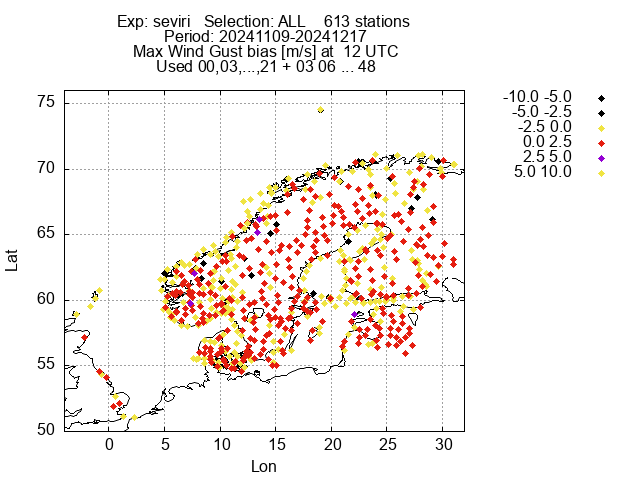 Exp: seviri   Selection: ALL    613 stations
Period: 20241109-20241217
Max Wind Gust bias [m/s] at  12 UTC
Used 00,03,...,21 + 03 06 ... 48
-10.0 -5.0
-5.0 -2.5
-2.5 0.0
0.0 2.5
2.5 5.0
5.0 10.0
75
70
65
60
55
50
Lat
0 5 10 15 20 25 30
Lon